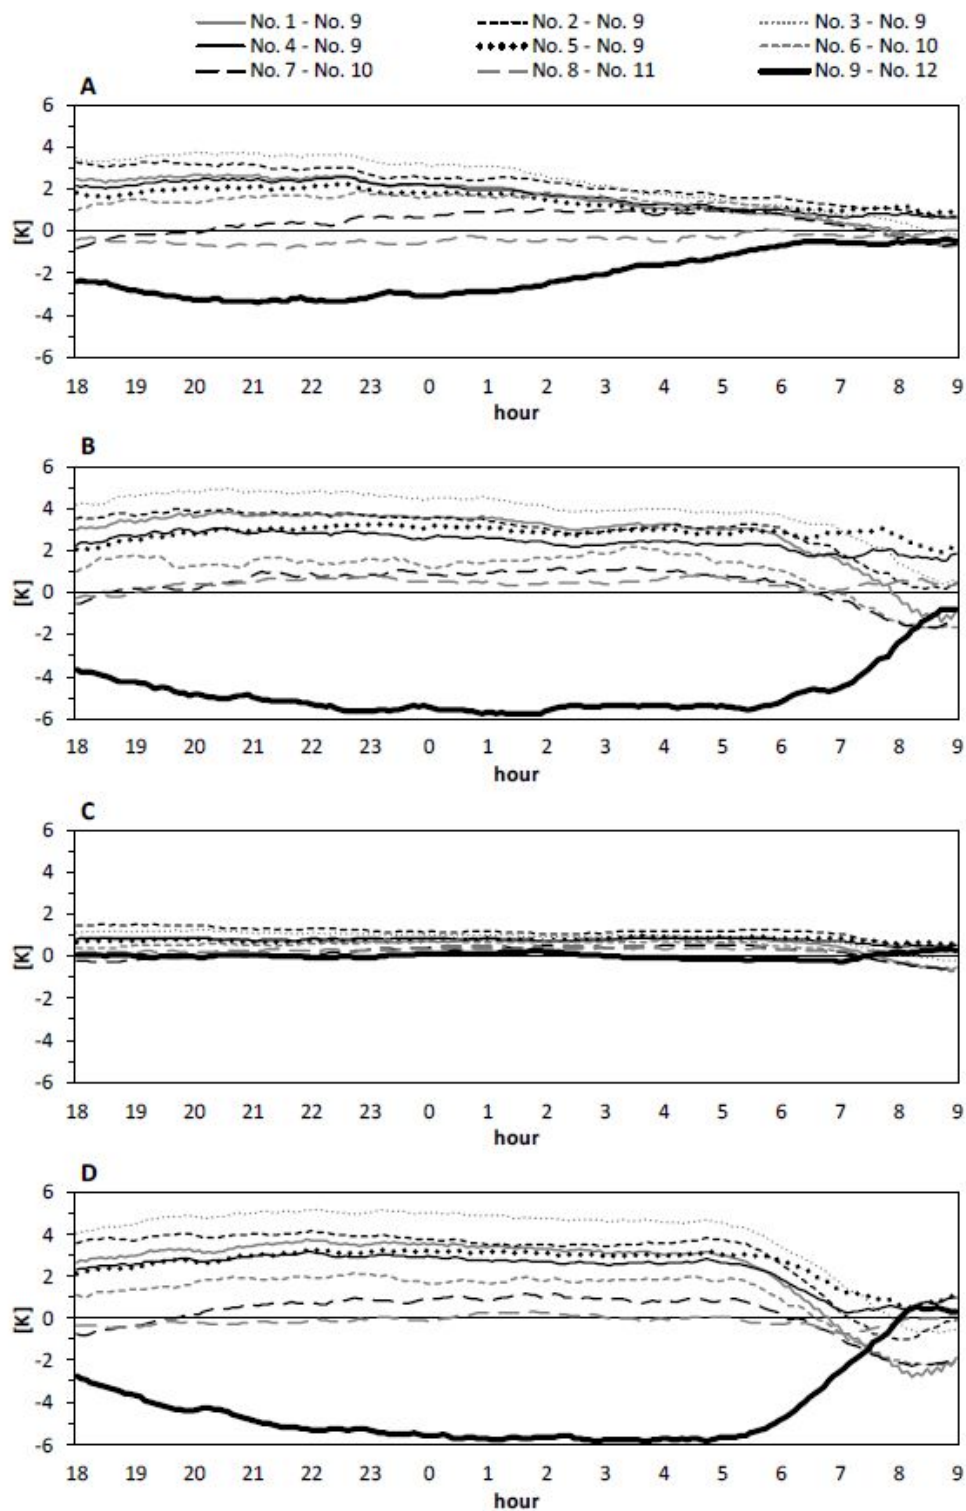 No. 1 - No. 9 No. 2 - No. 9 No. 3 - No. 9
No. 4 - No. 9 No. 5 - No. 9 No. 6 - No. 10
No. 7 - No. 10 No. 8 - No. 11 No. 9 - No. 12
A
6
4
2
0
-2
-4
-6
[K]
18 19 20 21 22 23 0 1 2 3 4 5 6 7 8 9
hour
B
6
4
2
0
-2
-4
-6
[K]
18 19 20 21 22 23 0 1 2 3 4 5 6 7 8 9
hour
C
6
4
2
0
-2
-4
-6
[K]
18 19 20 21 22 23 0 1 2 3 4 5 6 7 8 9
hour
D
6
4
2
0
-2
-4
-6
[K]
18 19 20 21 22 23 0 1 2 3 4 5 6 7 8 9
hour